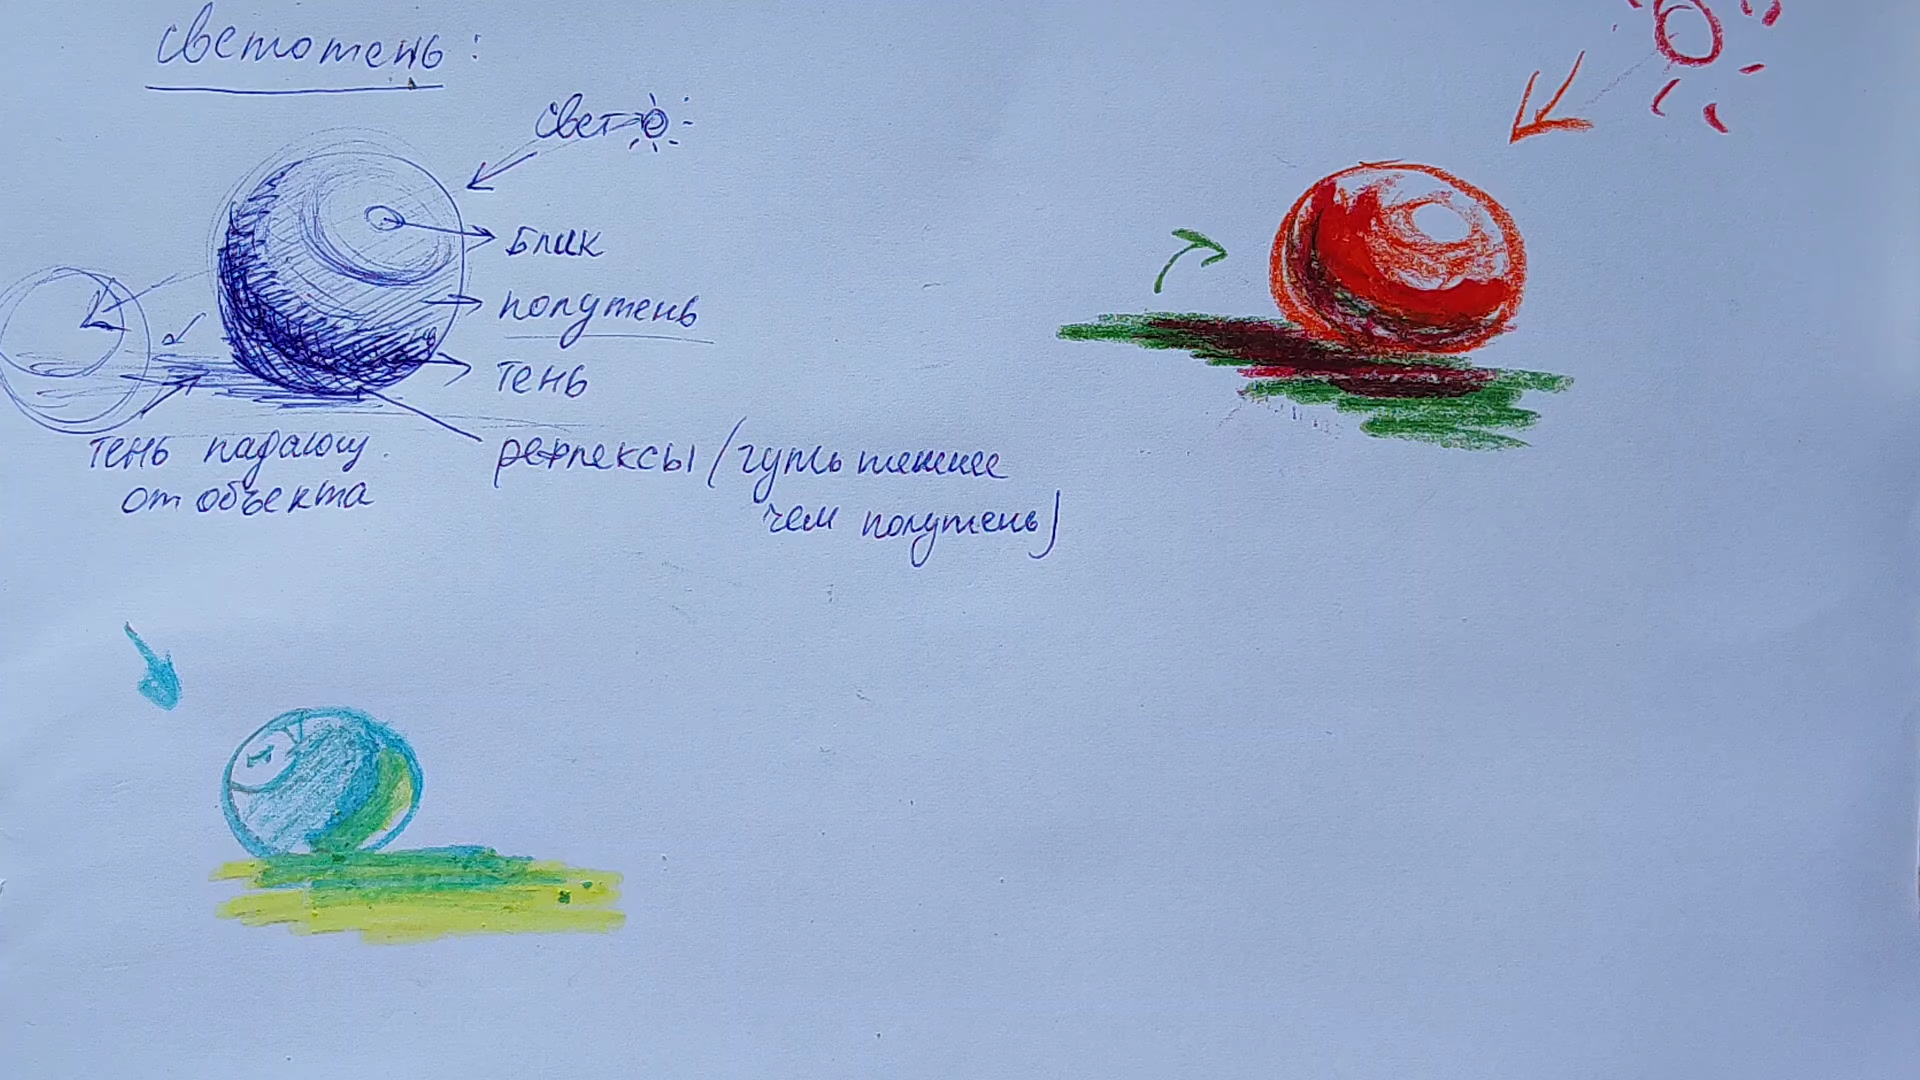 Светотень:
свет
блик
полутень
тень
тень падающ.
от объекта
рефлексы (чуть темнее
чем полутень)